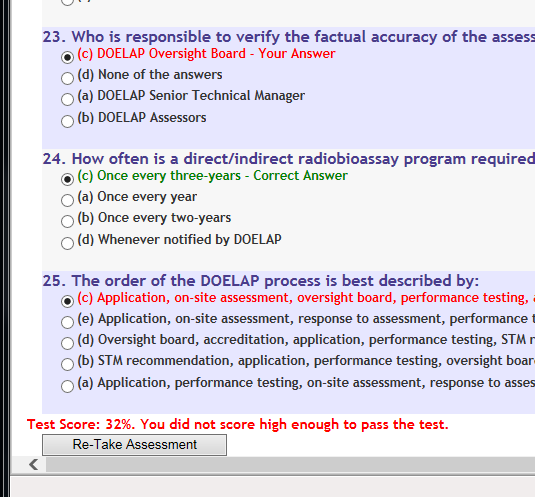 23. Who is responsible to verify the factual accuracy of the
(c) DOELAP Oversight Board - Your Answer
(d) None of the answers
(a) DOELAP Senior Technical Manager
(b) DOELAP Assessors
24. How often is a direct/indirect radiobioassay program required
(c) Once every three-years - Correct Answer
(a) Once every year
(b) Once every two-years
(d) Whenever notified by DOELAP
25. The order of the DOELAP process is best described by:
(c) Application, on-site assessment, oversight board, performance testing,
(e) Application, on-site assessment, response to assessment, performance
(d) Oversight board, accreditation, application, performance testing, STM
(b) STM recommendation, application, performance testing, oversight
(a) Application, performance testing, on-site assessment, response to
Test Score: 32%. You did not score high enough to pass the test.
Re-Take Assessment